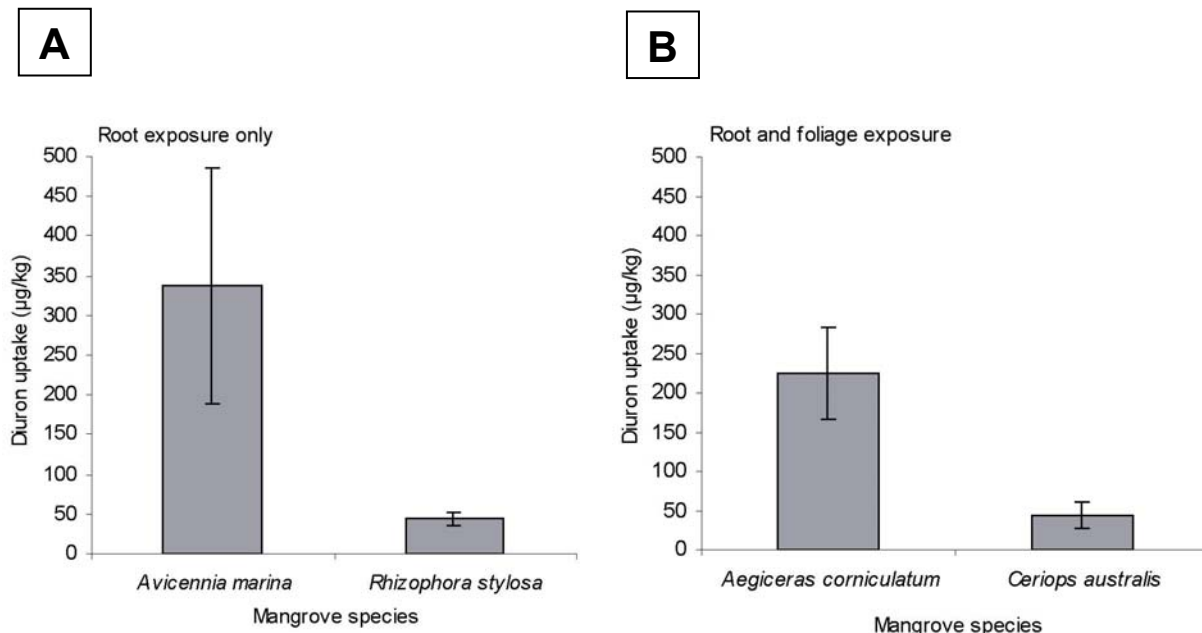 A
Root exposure only
500
450
400
350
300
250
200
150
100
50
0
Diuron uptake (µg/kg)
Avicennia marina Rhizophora stylosa
Mangrove species
B
Root and foliage exposure
500
450
400
350
300
250
200
150
100
50
0
Diuron uptake (µg/kg)
Aegiceras corniculatum Ceriops australis
Mangrove species